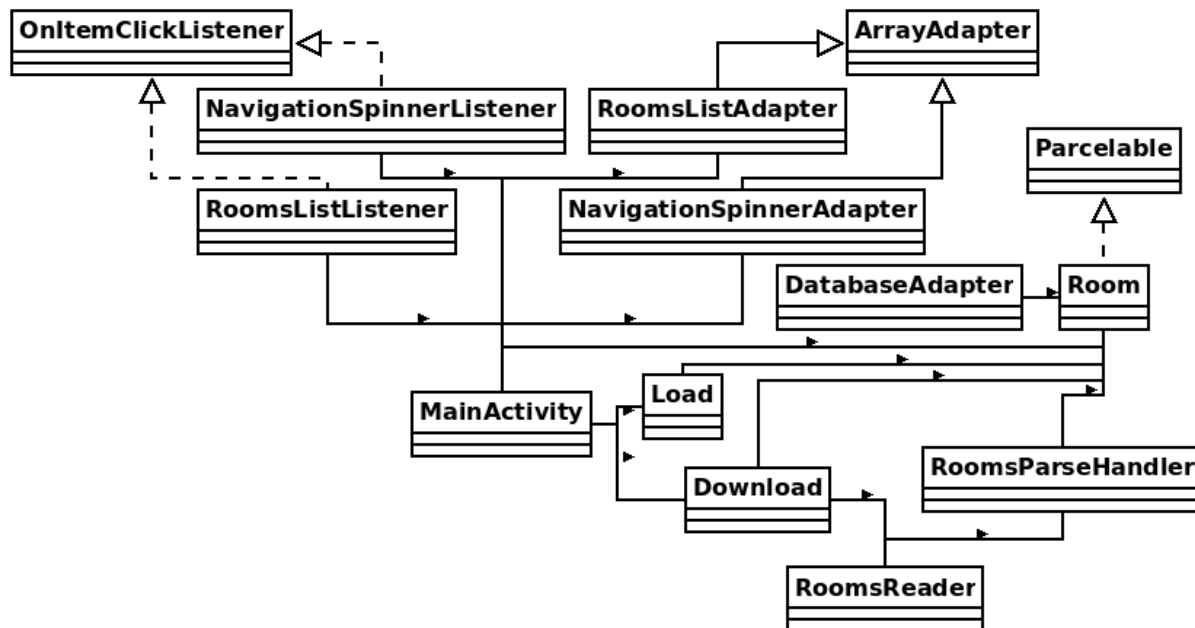 OnItemClickListener
ArrayAdapter
NavigationSpinnerListener
RoomsListAdapter
Parcelable
RoomsListListener
NavigationSpinnerAdapter
DatabaseAdapter
Room
MainActivity
Load
RoomsParseHandler
Download
RoomsReader